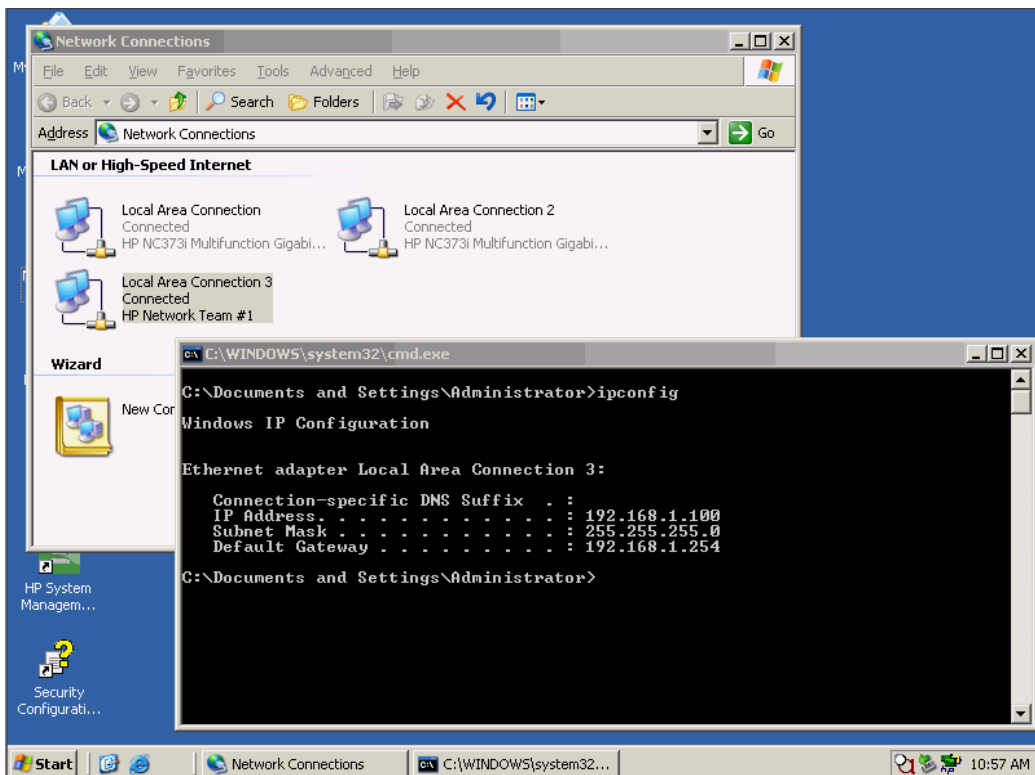 Network Connections
File Edit View Favorites Tools Advanced Help
Back Search Folders
Address Network Connections Go
LAN or High-Speed Internet
Local Area Connection
Connected
HP NC373i Multifunction Gigabi...
Local Area Connection 2
Connected
HP NC373i Multifunction Gigabi...
Local Area Connection 3
Connected
HP Network Team #1
Wizard
New Cor
C:\WINDOWS\system32\cmd.exe
C:\Documents and Settings\Administrator>ipconfig
Windows IP Configuration
Ethernet adapter Local Area Connection 3:
Connection-specific DNS Suffix . :
IP Address. . . . . . . . . . . . : 192.168.1.100
Subnet Mask . . . . . . . . . . . : 255.255.255.0
Default Gateway . . . . . . . . . : 192.168.1.254
C:\Documents and Settings\Administrator>
HP System
Managem...
Security
Configurati...
Start Network Connections C:\WINDOWS\system32... 10:57 AM